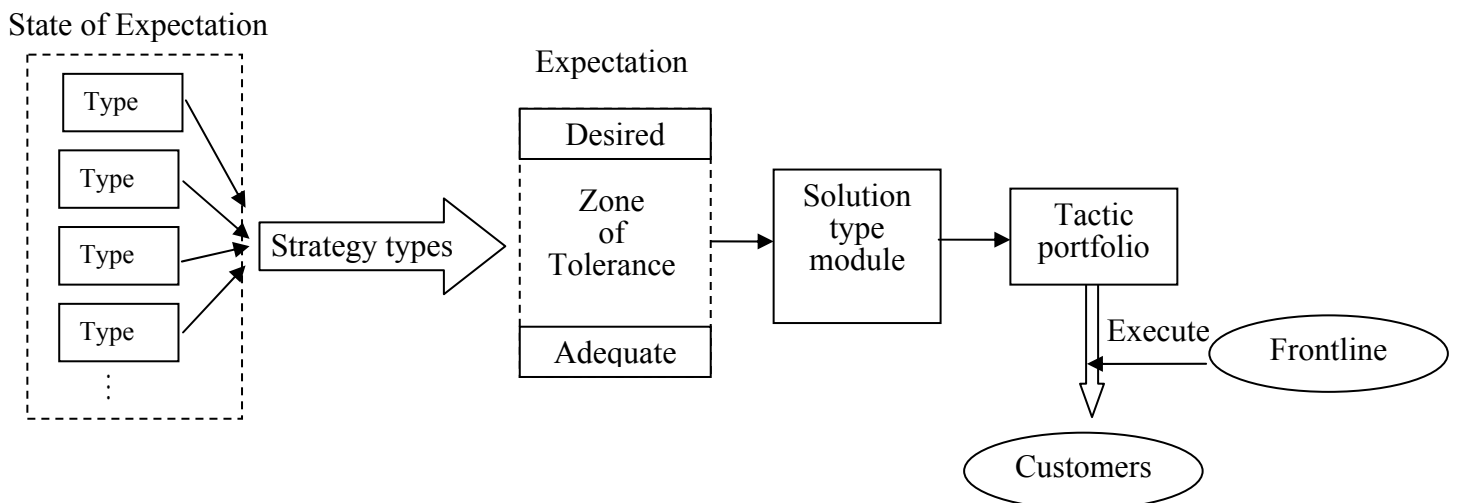 State of Expectation
Type
Type
Type
Type
⋮
Strategy types
Expectation
Desired
Zone
of
Tolerance
Adequate
Solution
type
module
Tactic
portfolio
Execute
Frontline
Customers